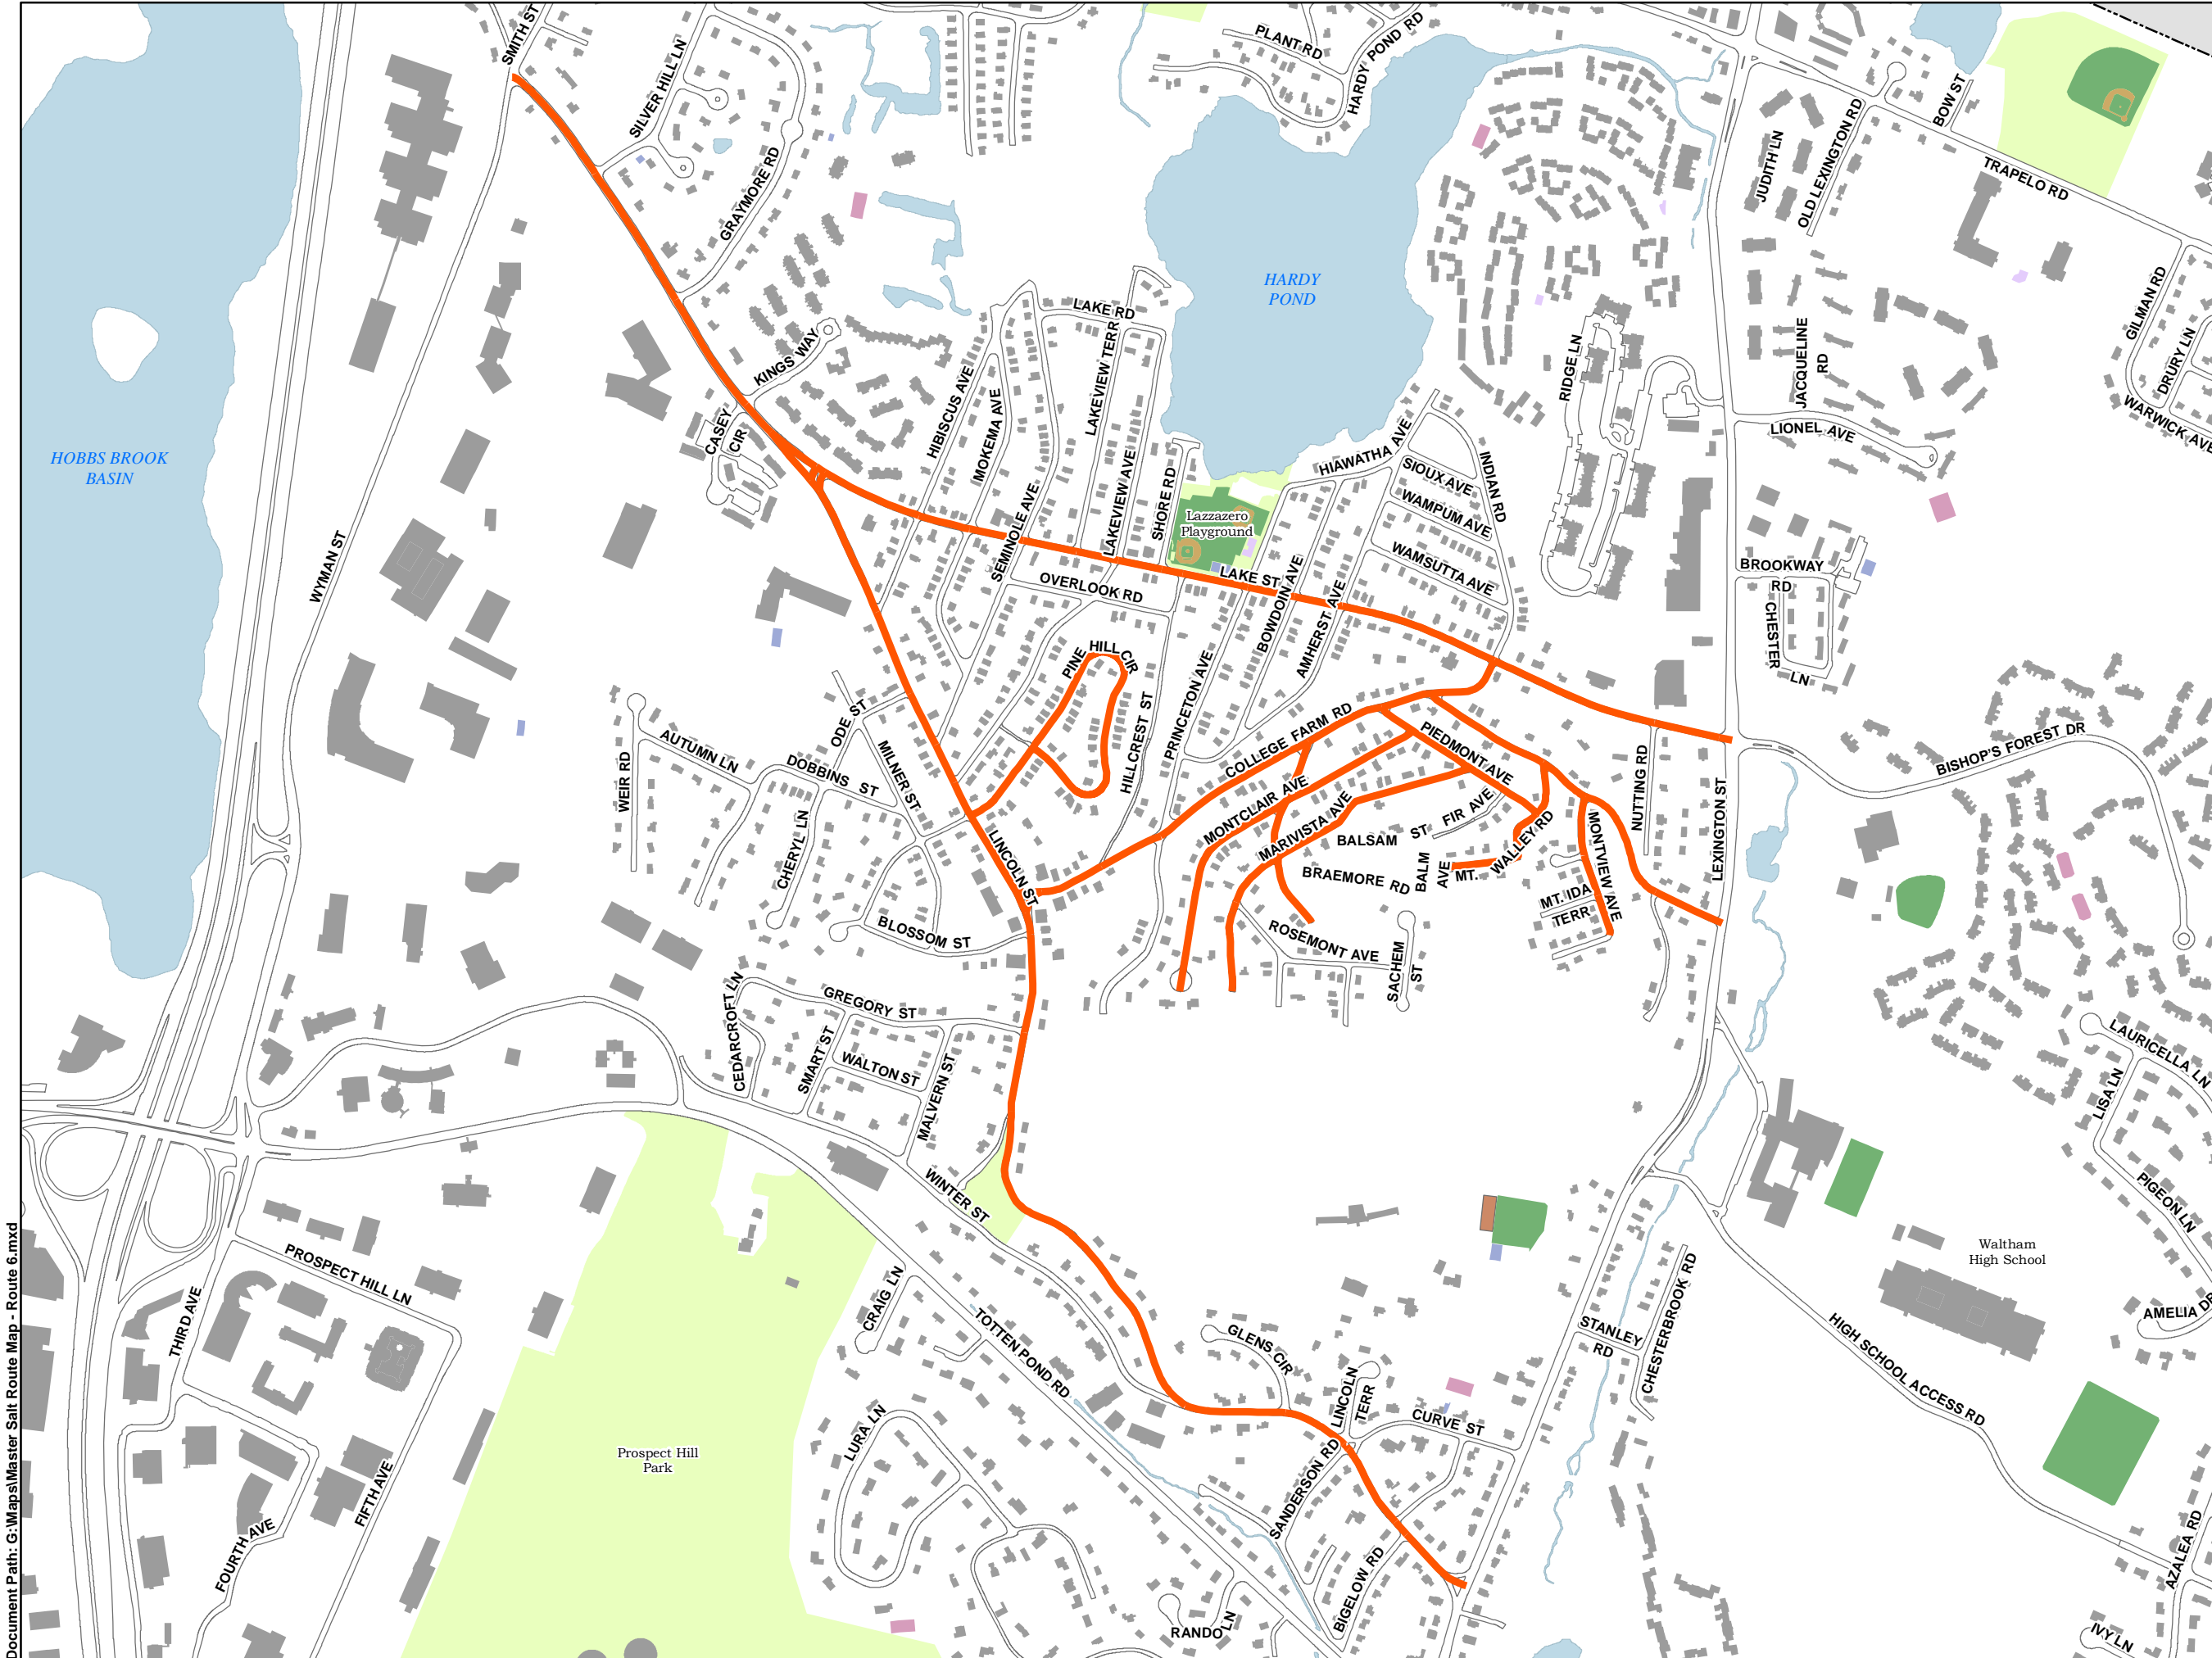 SMITH ST
SILVER HILL LN
PLANT RD
HARDY POND RD
BOW ST
JUDITH LN
OLD LEXINGTON RD
TRAPELO RD
GRAYMORE RD
HARDY
POND
LAKE RD
GILMAN RD
DRURY LN
WARWICK AVE
KINGS WAY
CASEY
CIR
HIBISCUS AVE
MOKEMA AVE
LAKEVIEW TERR
RIDGE LN
JACQUELINE
RD
LIONEL AVE
HOBBS BROOK
BASIN
HIAWATHA AVE
SIOUX AVE
INDIAN RD
WAMPUM AVE
WAMSUTTA AVE
SEMINOLE AVE
LAKEVIEW AVE
SHORE RD
Lazzazero
Playground
WYMAN ST
OVERLOOK RD
LAKE ST
BOWDOIN AVE
AMHERST AVE
BROOKWAY
RD
CHESTER
LN
PINE HILL CIR
HILLCREST ST
PRINCETON AVE
ODE ST
MILNER ST
AUTUMN LN
DOBBINS ST
WEIR RD
CHERYL LN
COLLEGE FARM RD
PIEDMONT AVE
NUTTING RD
LEXINGTON ST
BISHOP'S FOREST DR
MONTCLAIR AVE
MARIVISTA AVE
BALSAM ST
FIR AVE
LINCOLN ST
BRAEMORE RD
BALM
AVE
MT. WALLEY RD
MONTVIEW AVE
MT. IDA
TERR
BLOSSOM ST
ROSEMONT AVE
SACHEM
ST
CEDARCROFT LN
GREGORY ST
SMART ST
WALTON ST
MALVERN ST
LAURICELLA LN
LISA LN
PIGEON LN
WINTER ST
Waltham
High School
PROSPECT HILL LN
THIRD AVE
CRAIG LN
TOTTEN POND RD
GLENS CIR
LINCOLN
TERR
CURVE ST
STANLEY
RD
CHESTERBROOK RD
HIGH SCHOOL ACCESS RD
AMELIA DR
LURA LN
Prospect Hill
Park
SANDERSON RD
FIFTH AVE
FOURTH AVE
BIGELOW RD
RANDO LN
AZALEA RD
IVY LN
Document Path: G:\Maps\Master Salt Route Map - Route 6.mxd